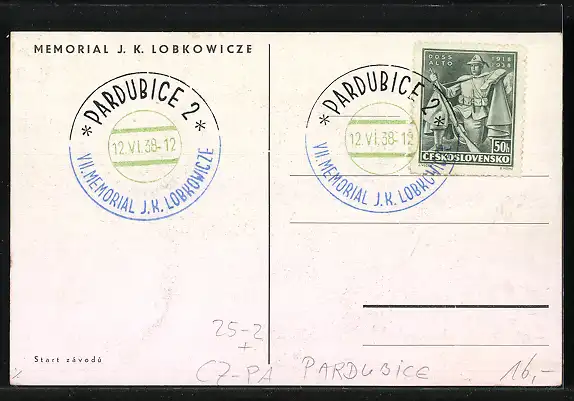 MEMORIAL J. K. LOBKOWICZE
* PARDUBICE 2 *
12.VI.38-12
VII. MEMORIAL J. K. LOBKOWICZE
* PARDUBICE 2 *
12.VI.38-12
VII. MEMORIAL J. K. LOBKOWICZE
DOSS ALTO
1918 1938
50h
ČESKOSLOVENSKO
Start závodů
25-2
+
CZ-PA PARDUBICE 16,-